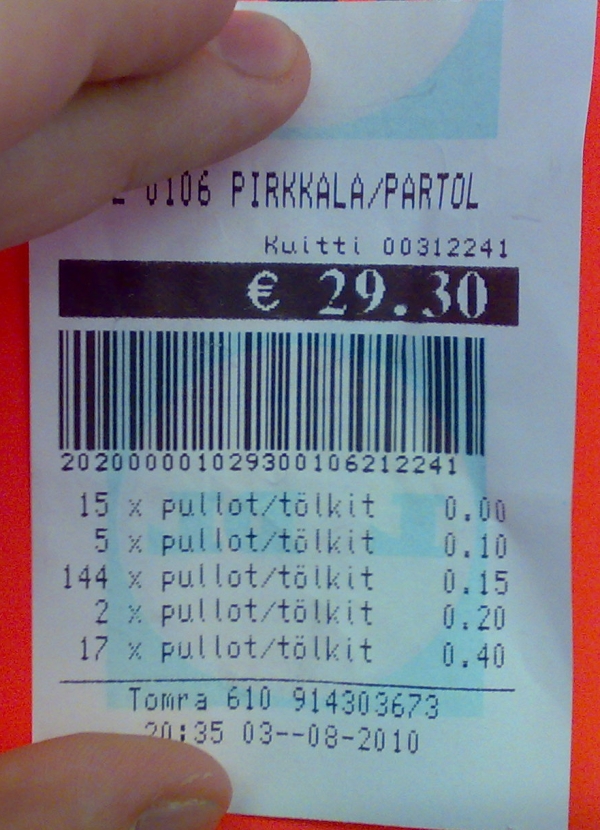 0106 PIRKKALA/PARTOL
Kuitti 00312241
€ 29.30
2020000001029300106212241
15 x pullot/tölkit 0.00
5 x pullot/tölkit 0.10
144 x pullot/tölkit 0.15
2 x pullot/tölkit 0.20
17 x pullot/tölkit 0.40
Tomra 610 914303673
20:35 03--08-2010